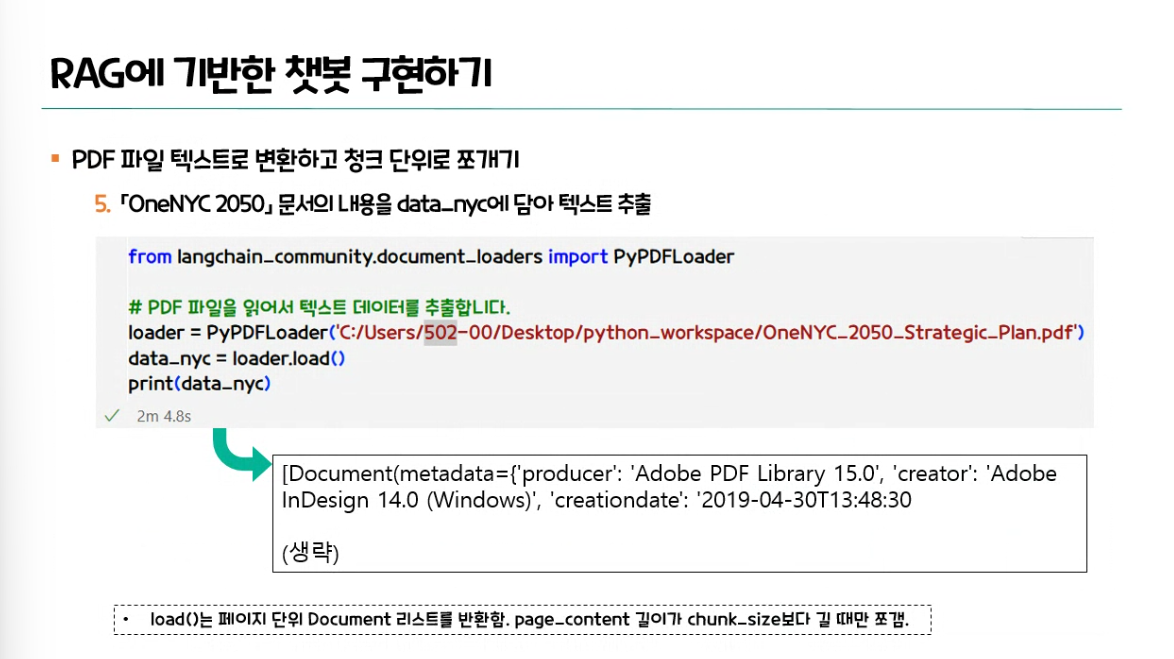 RAG에 기반한 챗봇 구현하기
▪ PDF 파일 텍스트로 변환하고 청크 단위로 쪼개기
5. 「OneNYC 2050」 문서의 내용을 data_nyc에 담아 텍스트 추출
from langchain_community.document_loaders import PyPDFLoader
# PDF 파일을 읽어서 텍스트 데이터를 추출합니다.
loader = PyPDFLoader('C:/Users/502-00/Desktop/python_workspace/OneNYC_2050_Strategic_Plan.pdf')
data_nyc = loader.load()
print(data_nyc)
✓ 2m 4.8s
[Document(metadata={'producer': 'Adobe PDF Library 15.0', 'creator': 'Adobe
InDesign 14.0 (Windows)', 'creationdate': '2019-04-30T13:48:30
(생략)
• load()는 페이지 단위 Document 리스트를 반환함. page_content 길이가 chunk_size보다 길 때만 쪼갬.